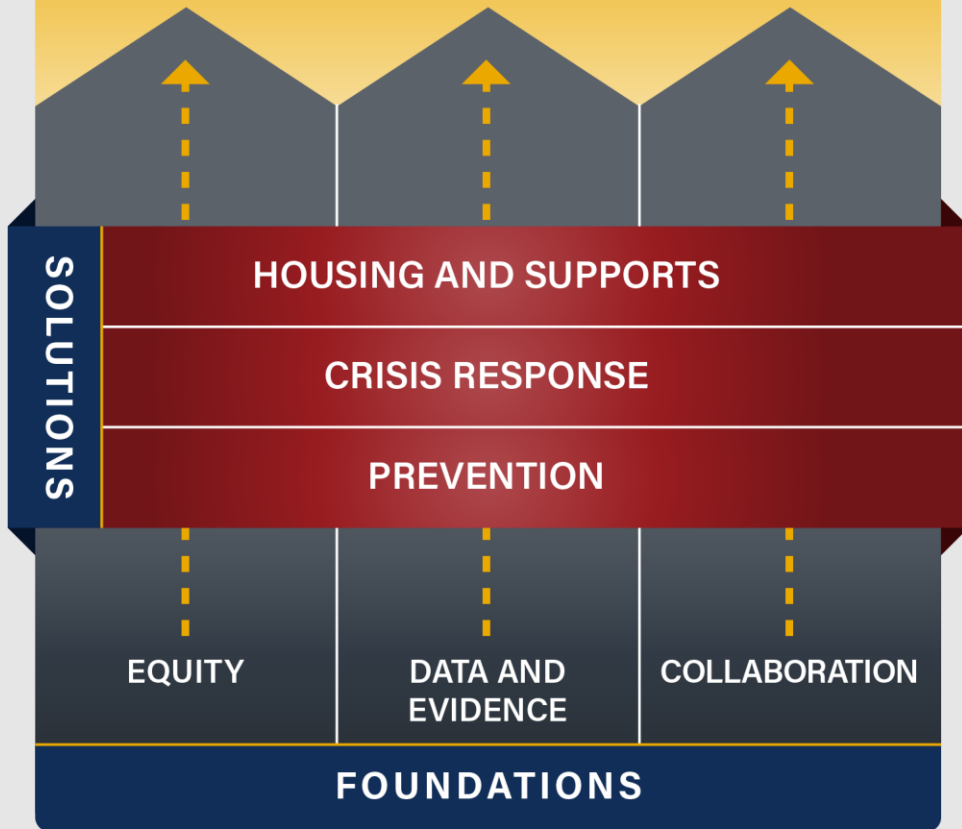 SOLUTIONS
HOUSING AND SUPPORTS
CRISIS RESPONSE
PREVENTION
EQUITY
DATA AND
EVIDENCE
COLLABORATION
FOUNDATIONS